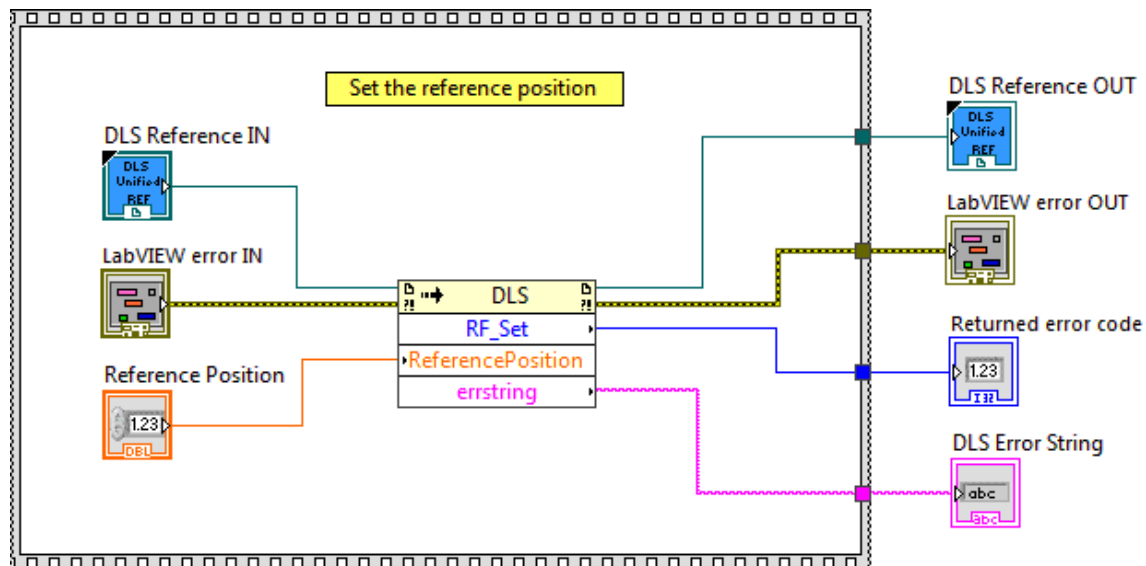 Set the reference position
DLS Reference IN
DLS
Unified
REF
LabVIEW error IN
?!
DLS
?!
RF_Set
ReferencePosition
errstring
Reference Position
1.23
DBL
DLS Reference OUT
DLS
Unified
REF
LabVIEW error OUT
Returned error code
1.23
I32
DLS Error String
abc
abc